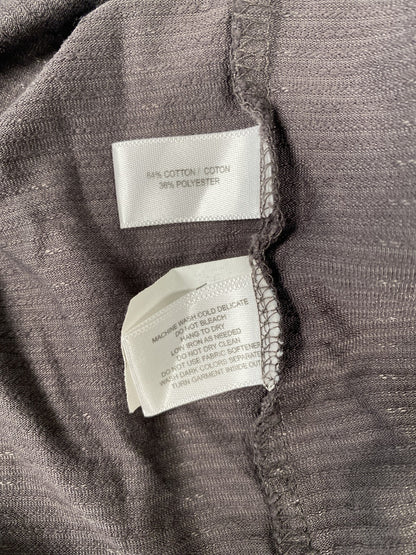 64% COTTON / COTON
36% POLYESTER
MACHINE WASH COLD DELICATE
DO NOT BLEACH
HANG TO DRY
LOW IRON AS NEEDED
DO NOT DRY CLEAN
DO NOT USE FABRIC SOFTENER
WASH DARK COLORS SEPARATE
TURN GARMENT INSIDE OUT